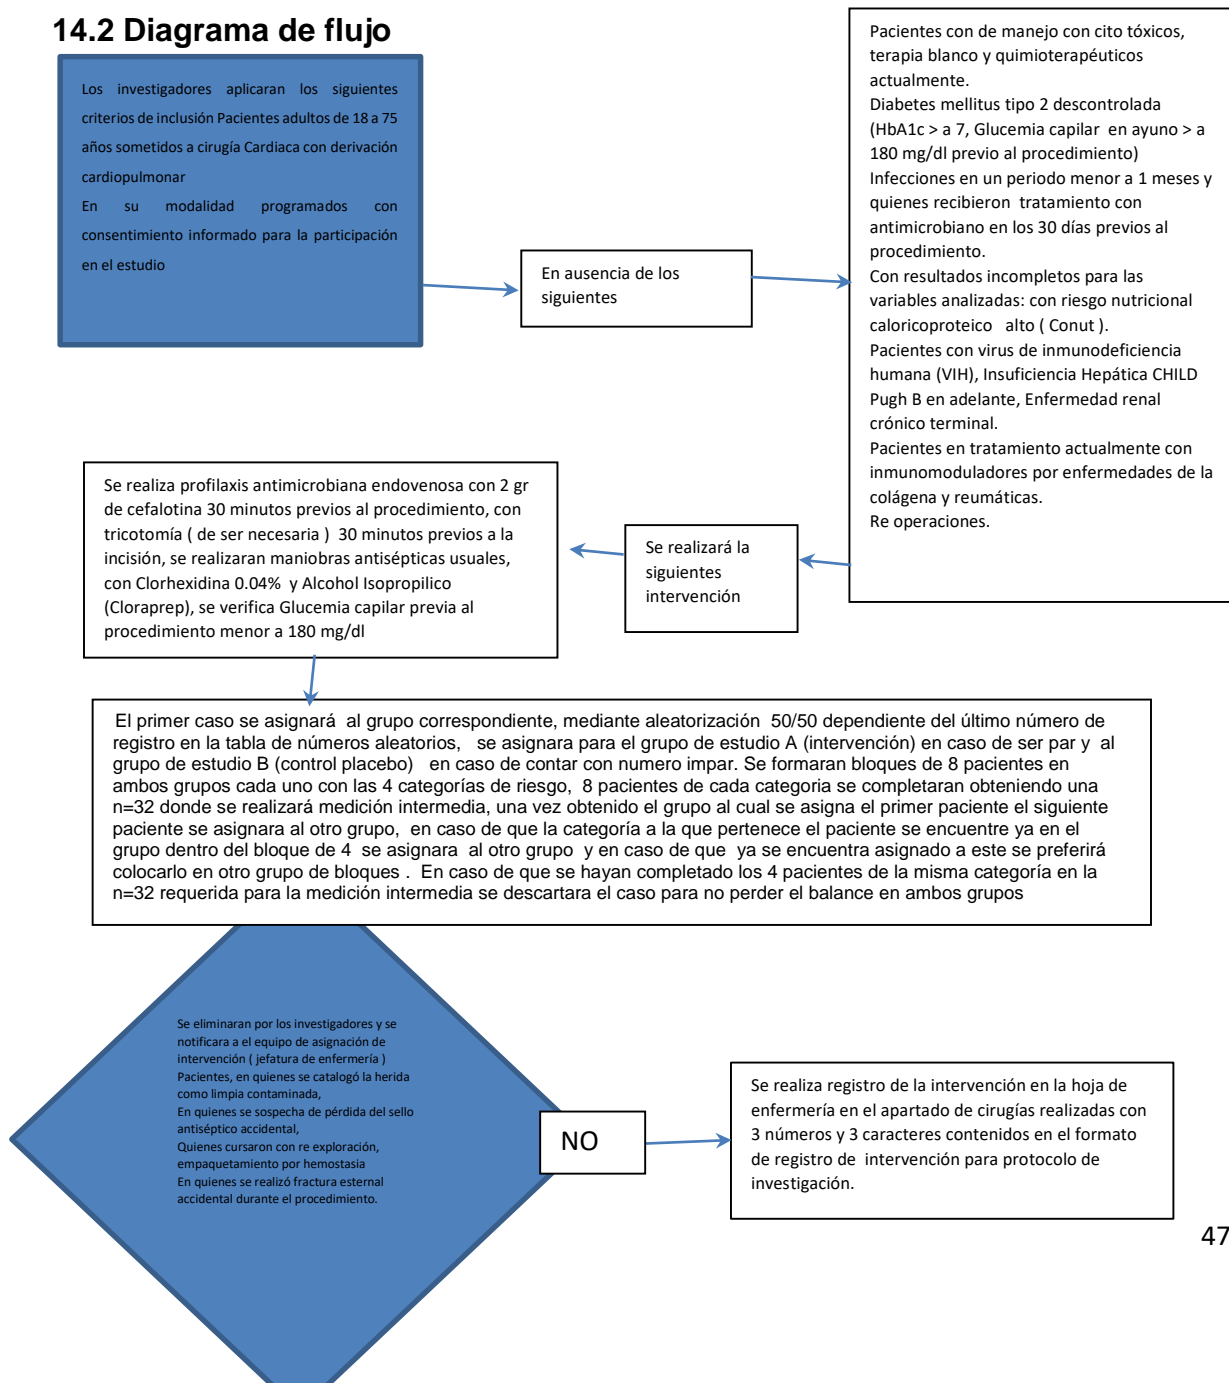 14.2 Diagrama de flujo
Los investigadores aplicaran los siguientes
criterios de inclusión Pacientes adultos de 18 a 75
años sometidos a cirugía Cardiaca con derivación
cardiopulmonar
En su modalidad programados con
consentimiento informado para la participación
en el estudio
En ausencia de los
siguientes
Pacientes con de manejo con cito tóxicos,
terapia blanco y quimioterapéuticos
actualmente.
Diabetes mellitus tipo 2 descontrolada
(HbA1c > a 7, Glucemia capilar en ayuno > a
180 mg/dl previo al procedimiento)
Infecciones en un periodo menor a 1 meses y
quienes recibieron tratamiento con
antimicrobiano en los 30 días previos al
procedimiento.
Con resultados incompletos para las
variables analizadas: con riesgo nutricional
caloricoproteico alto ( Conut ).
Pacientes con virus de inmunodeficiencia
humana (VIH), Insuficiencia Hepática CHILD
Pugh B en adelante, Enfermedad renal
crónico terminal.
Pacientes en tratamiento actualmente con
inmunomoduladores por enfermedades de la
colágena y reumáticas.
Re operaciones.
Se realizará la
siguientes
intervención
Se realiza profilaxis antimicrobiana endovenosa con 2 gr
de cefalotina 30 minutos previos al procedimiento, con
tricotomía ( de ser necesaria ) 30 minutos previos a la
incisión, se realizaran maniobras antisépticas usuales,
con Clorhexidina 0.04% y Alcohol Isopropilico
(Cloraprep), se verifica Glucemia capilar previa al
procedimiento menor a 180 mg/dl
El primer caso se asignará al grupo correspondiente, mediante aleatorización 50/50 dependiente del último número de
registro en la tabla de números aleatorios, se asignara para el grupo de estudio A (intervención) en caso de ser par y al
grupo de estudio B (control placebo) en caso de contar con numero impar. Se formaran bloques de 8 pacientes en
ambos grupos cada uno con las 4 categorías de riesgo, 8 pacientes de cada categoria se completaran obteniendo una
n=32 donde se realizará medición intermedia, una vez obtenido el grupo al cual se asigna el primer paciente el siguiente
paciente se asignara al otro grupo, en caso de que la categoría a la que pertenece el paciente se encuentre ya en el
grupo dentro del bloque de 4 se asignara al otro grupo y en caso de que ya se encuentra asignado a este se preferirá
colocarlo en otro grupo de bloques . En caso de que se hayan completado los 4 pacientes de la misma categoría en la
n=32 requerida para la medición intermedia se descartara el caso para no perder el balance en ambos grupos
Se eliminaran por los investigadores y se
notificara a el equipo de asignación de
intervención ( jefatura de enfermería )
Pacientes, en quienes se catalogó la herida
como limpia contaminada,
En quienes se sospecha de pérdida del sello
antiséptico accidental,
Quienes cursaron con re exploración,
empaquetamiento por hemostasia
En quienes se realizó fractura esternal
accidental durante el procedimiento.
NO
Se realiza registro de la intervención en la hoja de
enfermería en el apartado de cirugías realizadas con
3 números y 3 caracteres contenidos en el formato
de registro de intervención para protocolo de
investigación.
47